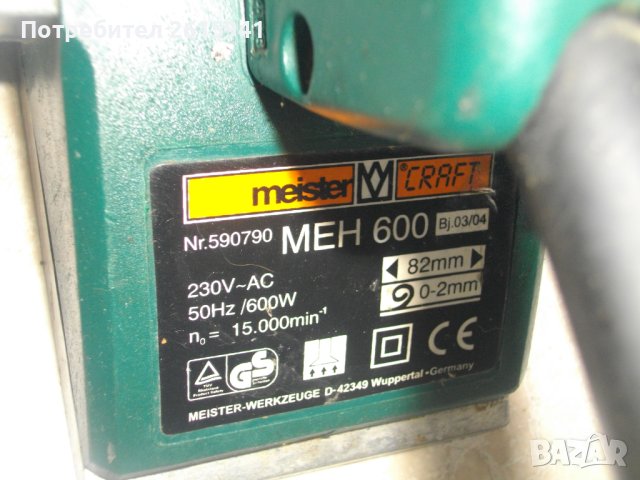 Потребител 2615941
meister CRAFT
Nr.590790 MEH 600 Bj.03/04
230V~AC
50Hz /600W
n₀ = 15.000min⁻¹
82mm
0-2mm
GS
CE
MEISTER-WERKZEUGE D-42349 Wuppertal-Germany
BAZAR